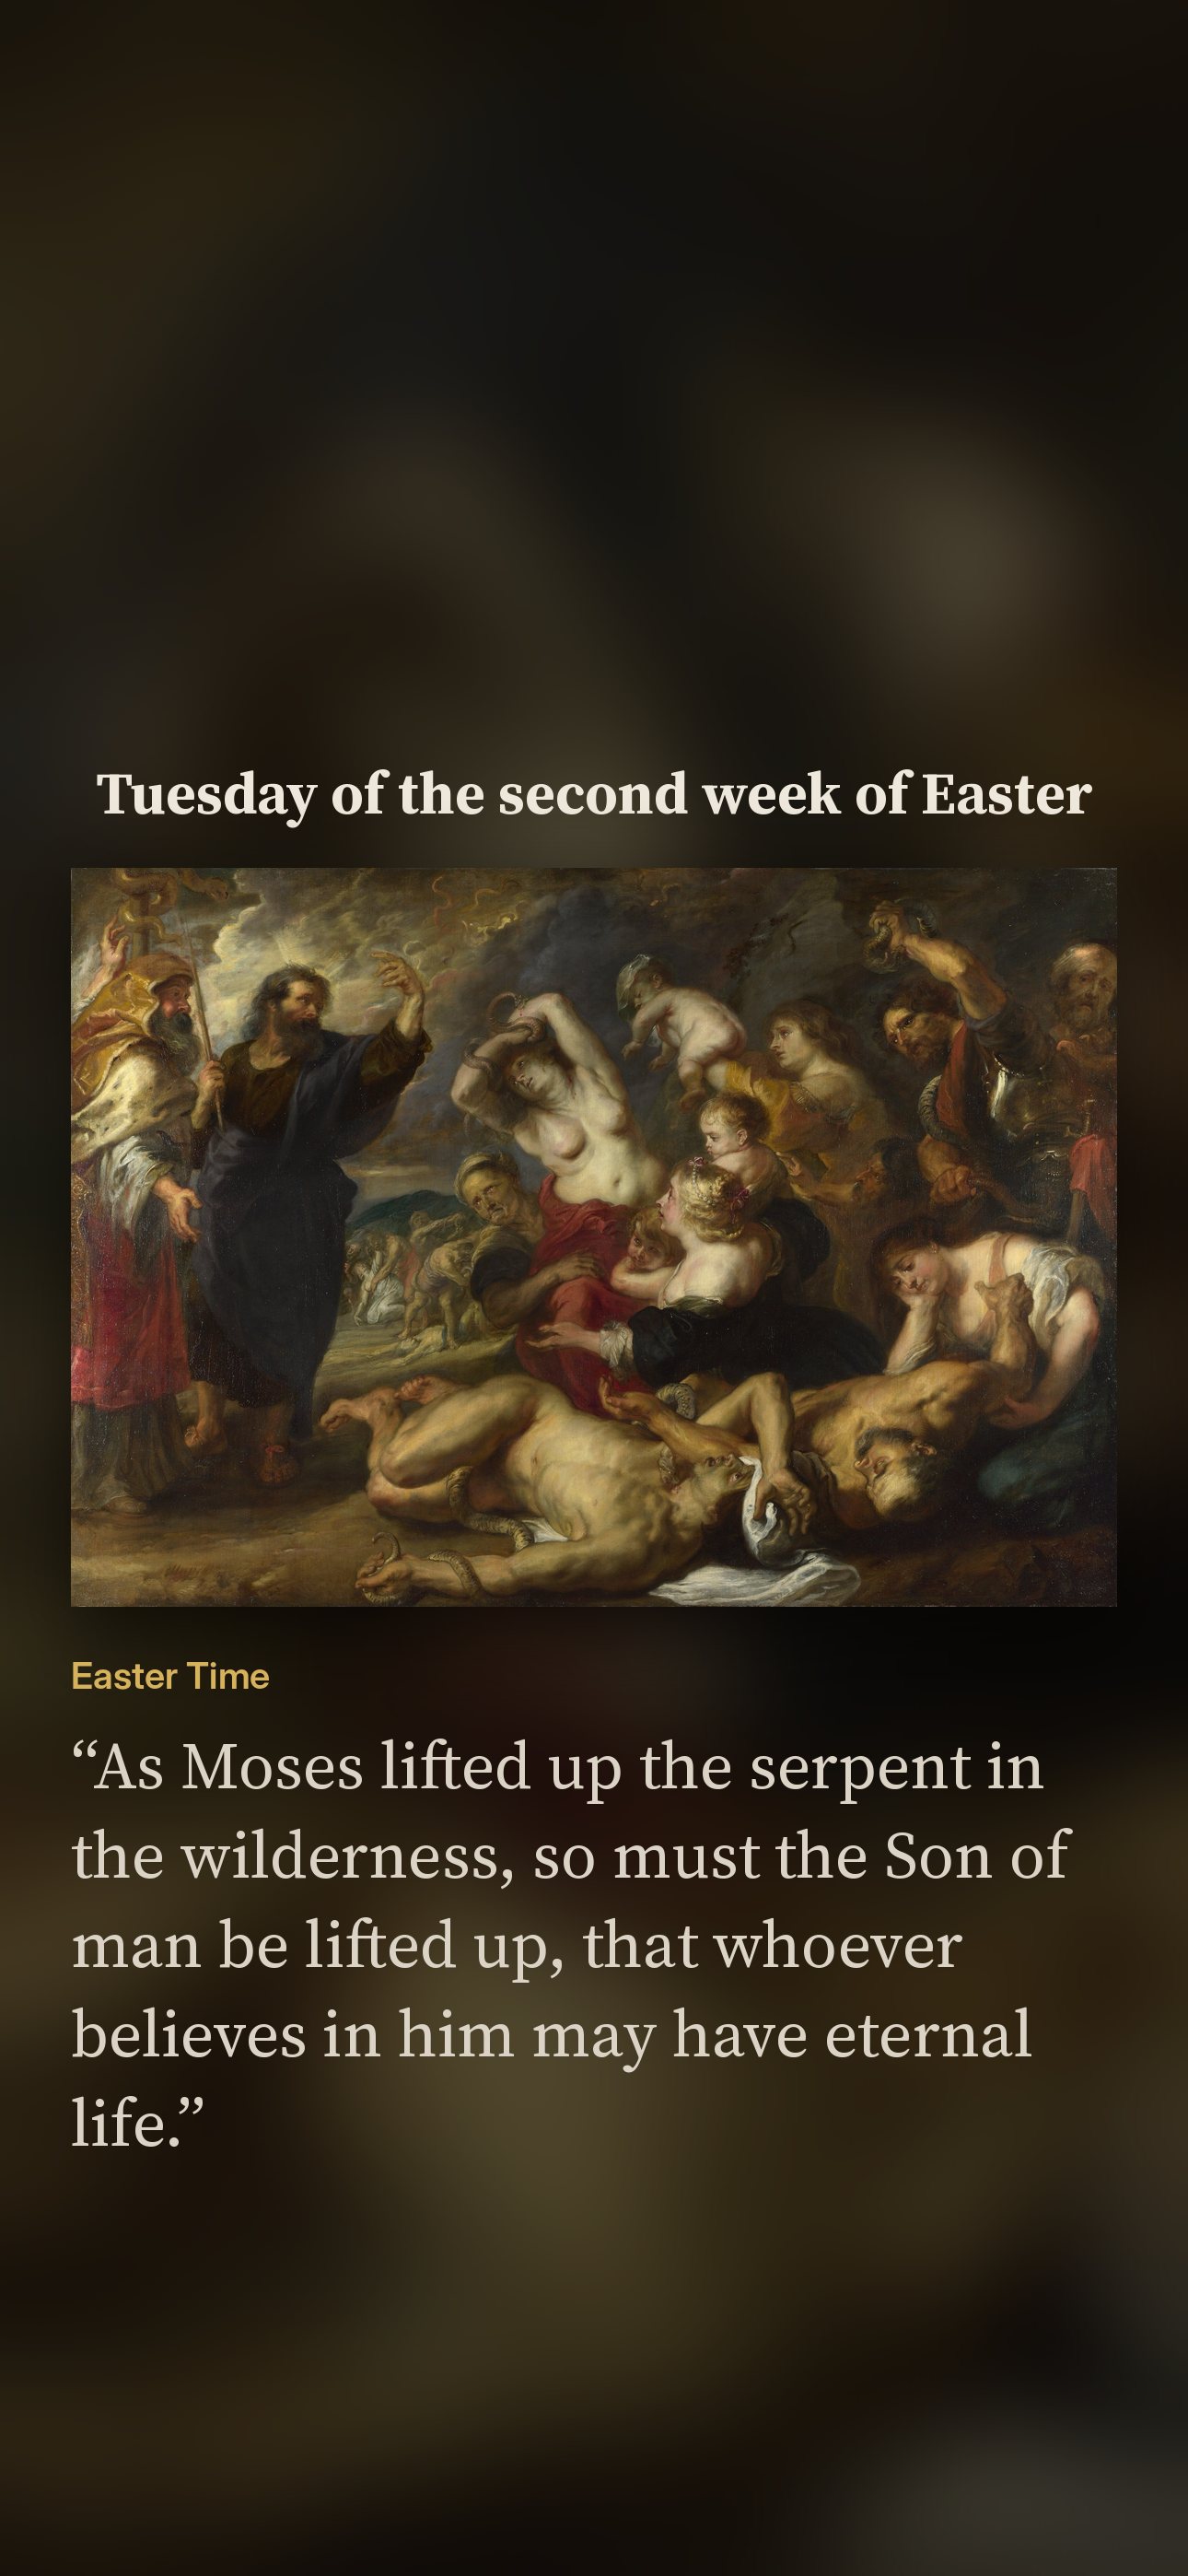 Tuesday of the second week of Easter
Easter Time
“As Moses lifted up the serpent in
the wilderness, so must the Son of
man be lifted up, that whoever
believes in him may have eternal
life.”